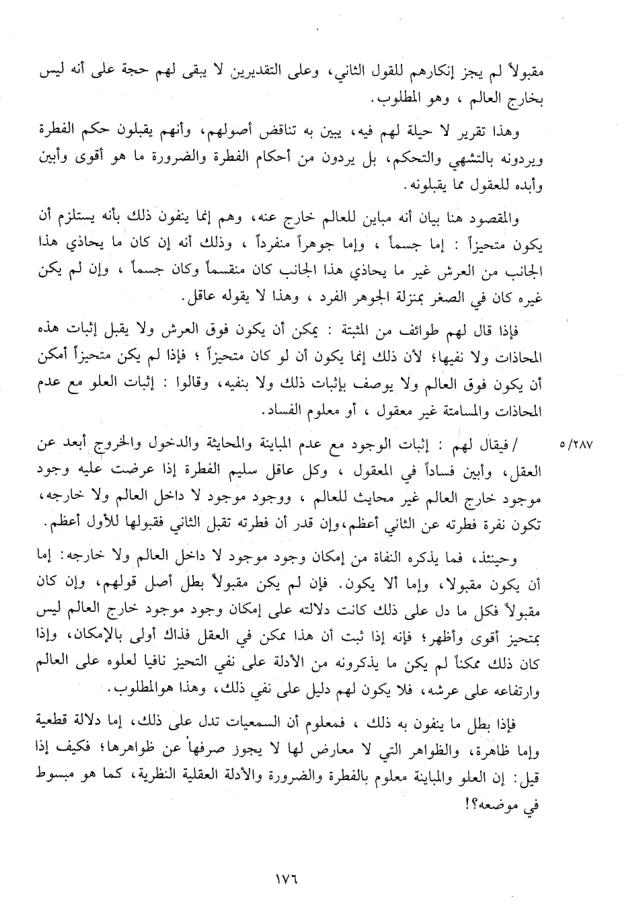 مقبولاً لم يجز إنكارهم للقول الثاني، وعلى التقديرين لا يبقى لهم حجة على أنه ليس
بخارج العالم ، وهو المطلوب.
وهذا تقرير لا حيلة لهم فيه، يبين به تناقض أصولهم، وأنهم يقبلون حكم الفطرة
ويردونه بالتشهي والتحكم، بل يردون من أحكام الفطرة والضرورة ما هو أقوى وأبين
وأبده للعقول مما يقبلونه.
والمقصود هنا بيان أنه مباين للعالم خارج عنه، وهم إنما ينفون ذلك بأنه يستلزم أن
يكون متحيزاً : إما جسماً ، وإما جوهراً منفرداً ، وذلك أنه إن كان ما يحاذي هذا
الجانب من العرش غير ما يحاذي هذا الجانب كان منقسماً وكان جسماً ، وإن لم يكن
غيره كان في الصغر بمنزلة الجوهر الفرد ، وهذا لا يقوله عاقل.
فإذا قال لهم طوائف من المثبتة : يمكن أن يكون فوق العرش ولا يقبل إثبات هذه
المحاذات ولا نفيها؛ لأن ذلك إنما يكون أن لو كان متحيزاً ؛ فإذا لم يكن متحيزاً أمكن
أن يكون فوق العالم ولا يوصف بإثبات ذلك ولا بنفيه، وقالوا : إثبات العلو مع عدم
المحاذات والمسامتة غير معقول ، أو معلوم الفساد.
٥/٢٨٧ / فيقال لهم : إثبات الوجود مع عدم المباينة والمحايثة والدخول والخروج أبعد عن
العقل، وأبين فساداً في المعقول ، وكل عاقل سليم الفطرة إذا عرضت عليه وجود
موجود خارج العالم غير محايث للعالم ، ووجود موجود لا داخل العالم ولا خارجه،
تكون نفرة فطرته عن الثاني أعظم،وإن قدر أن فطرته تقبل الثاني فقبولها للأول أعظم.
وحينئذ، فما يذكره النفاة من إمكان وجود موجود لا داخل العالم ولا خارجه: إما
أن يكون مقبولا، وإما ألا يكون. فإن لم يكن مقبولاً بطل أصل قولهم، وإن كان
مقبولاً فكل ما دل على ذلك كانت دلالته على إمكان وجود موجود خارج العالم ليس
بمتحيز أقوى وأظهر؛ فإنه إذا ثبت أن هذا ممكن في العقل فذاك أولى بالإمكان، وإذا
كان ذلك ممكناً لم يكن ما يذكرونه من الأدلة على نفي التحيز نافيا لعلوه على العالم
وارتفاعه على عرشه، فلا يكون لهم دليل على نفي ذلك، وهذا هوالمطلوب.
فإذا بطل ما ينفون به ذلك ، فمعلوم أن السمعيات تدل على ذلك، إما دلالة قطعية
وإما ظاهرة، والظواهر التي لا معارض لها لا يجوز صرفها عن ظواهرها؛ فكيف إذا
قيل: إن العلو والمباينة معلوم بالفطرة والضرورة والأدلة العقلية النظرية، كما هو مبسوط
في موضعه؟!
١٧٦